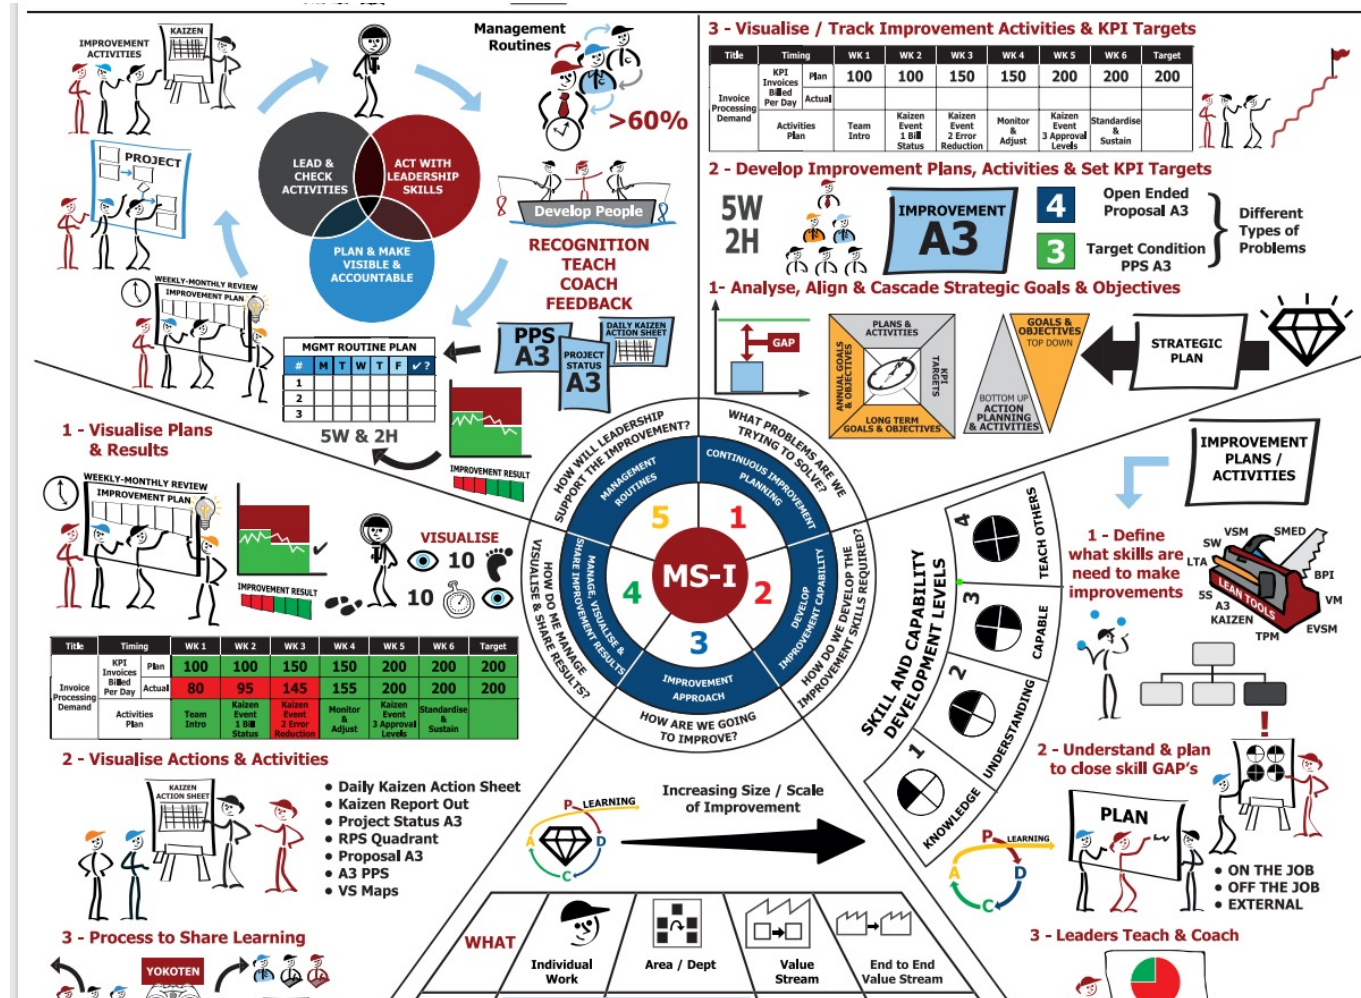 IMPROVEMENT
ACTIVITIES
KAIZEN
PROJECT
WEEKLY-MONTHLY REVIEW
IMPROVEMENT PLAN
LEAD &
CHECK
ACTIVITIES
ACT WITH
LEADERSHIP
SKILLS
PLAN & MAKE
VISIBLE &
ACCOUNTABLE
Management
Routines
>60%
Develop People
RECOGNITION
TEACH
COACH
FEEDBACK
PPS
A3
PROJECT
STATUS
A3
DAILY KAIZEN
ACTION SHEET
MGMT ROUTINE PLAN
# M T W T F ✓ ?
1
2
3
5W & 2H
IMPROVEMENT RESULT
3 - Visualise / Track Improvement Activities & KPI Targets
Title Timing WK 1 WK 2 WK 3 WK 4 WK 5 WK 6 Target
Invoice
Processing
Demand
KPI
Invoices
Billed
Per Day
Plan 100 100 150 150 200 200 200
Actual
Activities
Plan
Team
Intro
Kaizen
Event
1 Bill
Status
Kaizen
Event
2 Error
Reduction
Monitor
&
Adjust
Kaizen
Event
3 Approval
Levels
Standardise
&
Sustain
2 - Develop Improvement Plans, Activities & Set KPI Targets
5W
2H
IMPROVEMENT
A3
4
Open Ended
Proposal A3
3
Target Condition
PPS A3
Different
Types of
Problems
1- Analyse, Align & Cascade Strategic Goals & Objectives
GAP
PLANS &
ACTIVITIES
ANNUAL GOALS
& OBJECTIVES
KPI
TARGETS
LONG TERM
GOALS & OBJECTIVES
GOALS &
OBJECTIVES
TOP DOWN
BOTTOM UP
ACTION
PLANNING
& ACTIVITIES
STRATEGIC
PLAN
1 - Visualise Plans
& Results
WEEKLY-MONTHLY REVIEW
IMPROVEMENT PLAN
IMPROVEMENT RESULT
VISUALISE
10
10
Title Timing WK 1 WK 2 WK 3 WK 4 WK 5 WK 6 Target
Invoice
Processing
Demand
KPI
Invoices
Billed
Per Day
Plan 100 100 150 150 200 200 200
Actual 80 95 145 155 200 200 200
Activities
Plan
Team
Intro
Kaizen
Event
1 Bill
Status
Kaizen
Event
2 Error
Reduction
Monitor
&
Adjust
Kaizen
Event
3 Approval
Levels
Standardise
&
Sustain
2 - Visualise Actions & Activities
KAIZEN
ACTION SHEET
• Daily Kaizen Action Sheet
• Kaizen Report Out
• Project Status A3
• RPS Quadrant
• Proposal A3
• A3 PPS
• VS Maps
3 - Process to Share Learning
YOKOTEN
HOW WILL LEADERSHIP
SUPPORT THE IMPROVEMENT?
WHAT PROBLEMS ARE WE
TRYING TO SOLVE?
HOW DO WE DEVELOP THE
IMPROVEMENT SKILLS REQUIRED?
HOW ARE WE GOING
TO IMPROVE?
HOW DO ME MANAGE
VISUALISE & SHARE RESULTS?
MANAGEMENT
ROUTINES
CONTINUOUS IMPROVEMENT
PLANNING
DEVELOP
IMPROVEMENT CAPABILITY
IMPROVEMENT
APPROACH
MANAGE, VISUALISE &
SHARE IMPROVEMENT RESULTS
5
1
2
3
4
MS-I
P LEARNING
A D
C
Increasing Size / Scale
of Improvement
WHAT
Individual
Work
Area / Dept
Value
Stream
End to End
Value Stream
SKILL AND CAPABILITY
DEVELOPMENT LEVELS
4
TEACH OTHERS
3
CAPABLE
2
UNDERSTANDING
1
KNOWLEDGE
IMPROVEMENT
PLANS /
ACTIVITIES
1 - Define
what skills are
need to make
improvements
VSM
SMED
SW
LTA
BPI
5S
A3
KAIZEN
LEAN TOOLS
VM
EVSM
TPM
!
2 - Understand & plan
to close skill GAP's
PLAN
P LEARNING
A D
C
• ON THE JOB
• OFF THE JOB
• EXTERNAL
3 - Leaders Teach & Coach